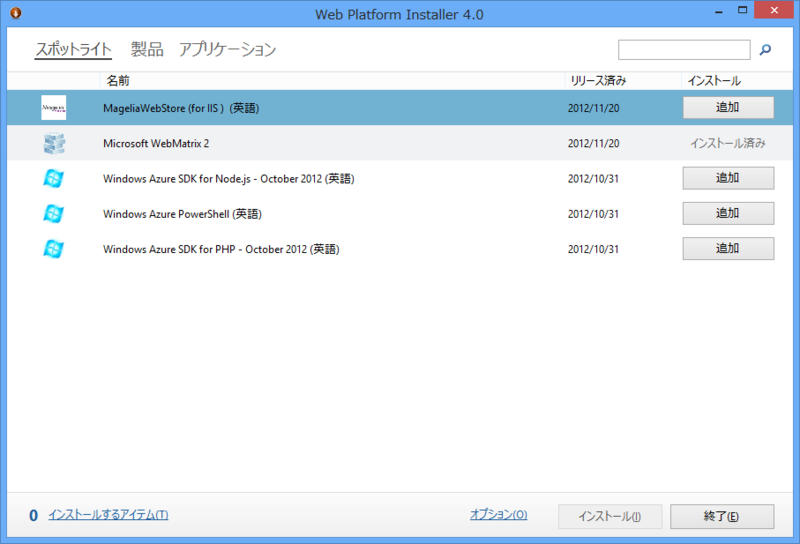 Web Platform Installer 4.0
スポットライト 製品 アプリケーション
名前 リリース済み インストール
MageliaWebStore (for IIS ) (英語) 2012/11/20 追加
Microsoft WebMatrix 2 2012/11/20 インストール済み
Windows Azure SDK for Node.js - October 2012 (英語) 2012/10/31 追加
Windows Azure PowerShell (英語) 2012/10/31 追加
Windows Azure SDK for PHP - October 2012 (英語) 2012/10/31 追加
0 インストールするアイテム(T) オプション(O) インストール(I) 終了(E)